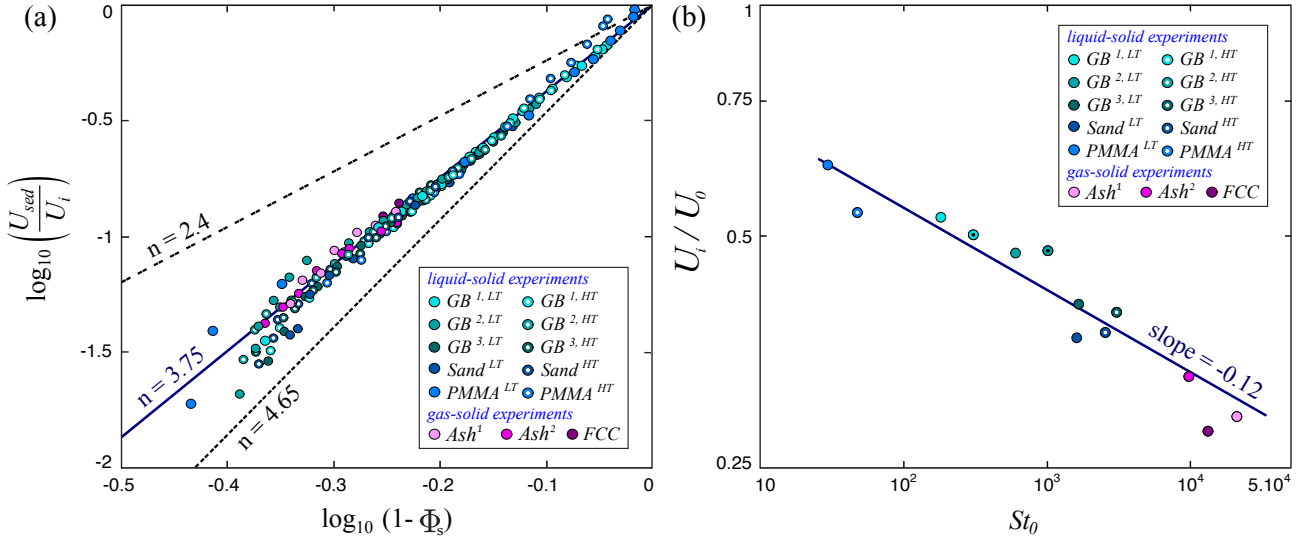 (a)
0
-0.5
-1.0
-1.5
-2
log₁₀ (U_sed / U_i)
n = 2.4
n = 3.75
n = 4.65
liquid-solid experiments
GB ¹, ᴸᵀ GB ¹, ᴴᵀ
GB ², ᴸᵀ GB ², ᴴᵀ
GB ³, ᴸᵀ GB ³, ᴴᵀ
Sand ᴸᵀ Sand ᴴᵀ
PMMA ᴸᵀ PMMA ᴴᵀ
gas-solid experiments
Ash¹ Ash² FCC
-0.5 -0.4 -0.3 -0.2 -0.1 0
log₁₀ (1- Φₛ)
(b)
1
0.75
0.5
0.25
U_i / U_o
liquid-solid experiments
GB ¹, ᴸᵀ GB ¹, ᴴᵀ
GB ², ᴸᵀ GB ², ᴴᵀ
GB ³, ᴸᵀ GB ³, ᴴᵀ
Sand ᴸᵀ Sand ᴴᵀ
PMMA ᴸᵀ PMMA ᴴᵀ
gas-solid experiments
Ash¹ Ash² FCC
slope = -0.12
10 10² 10³ 10⁴ 5.10⁴
St₀